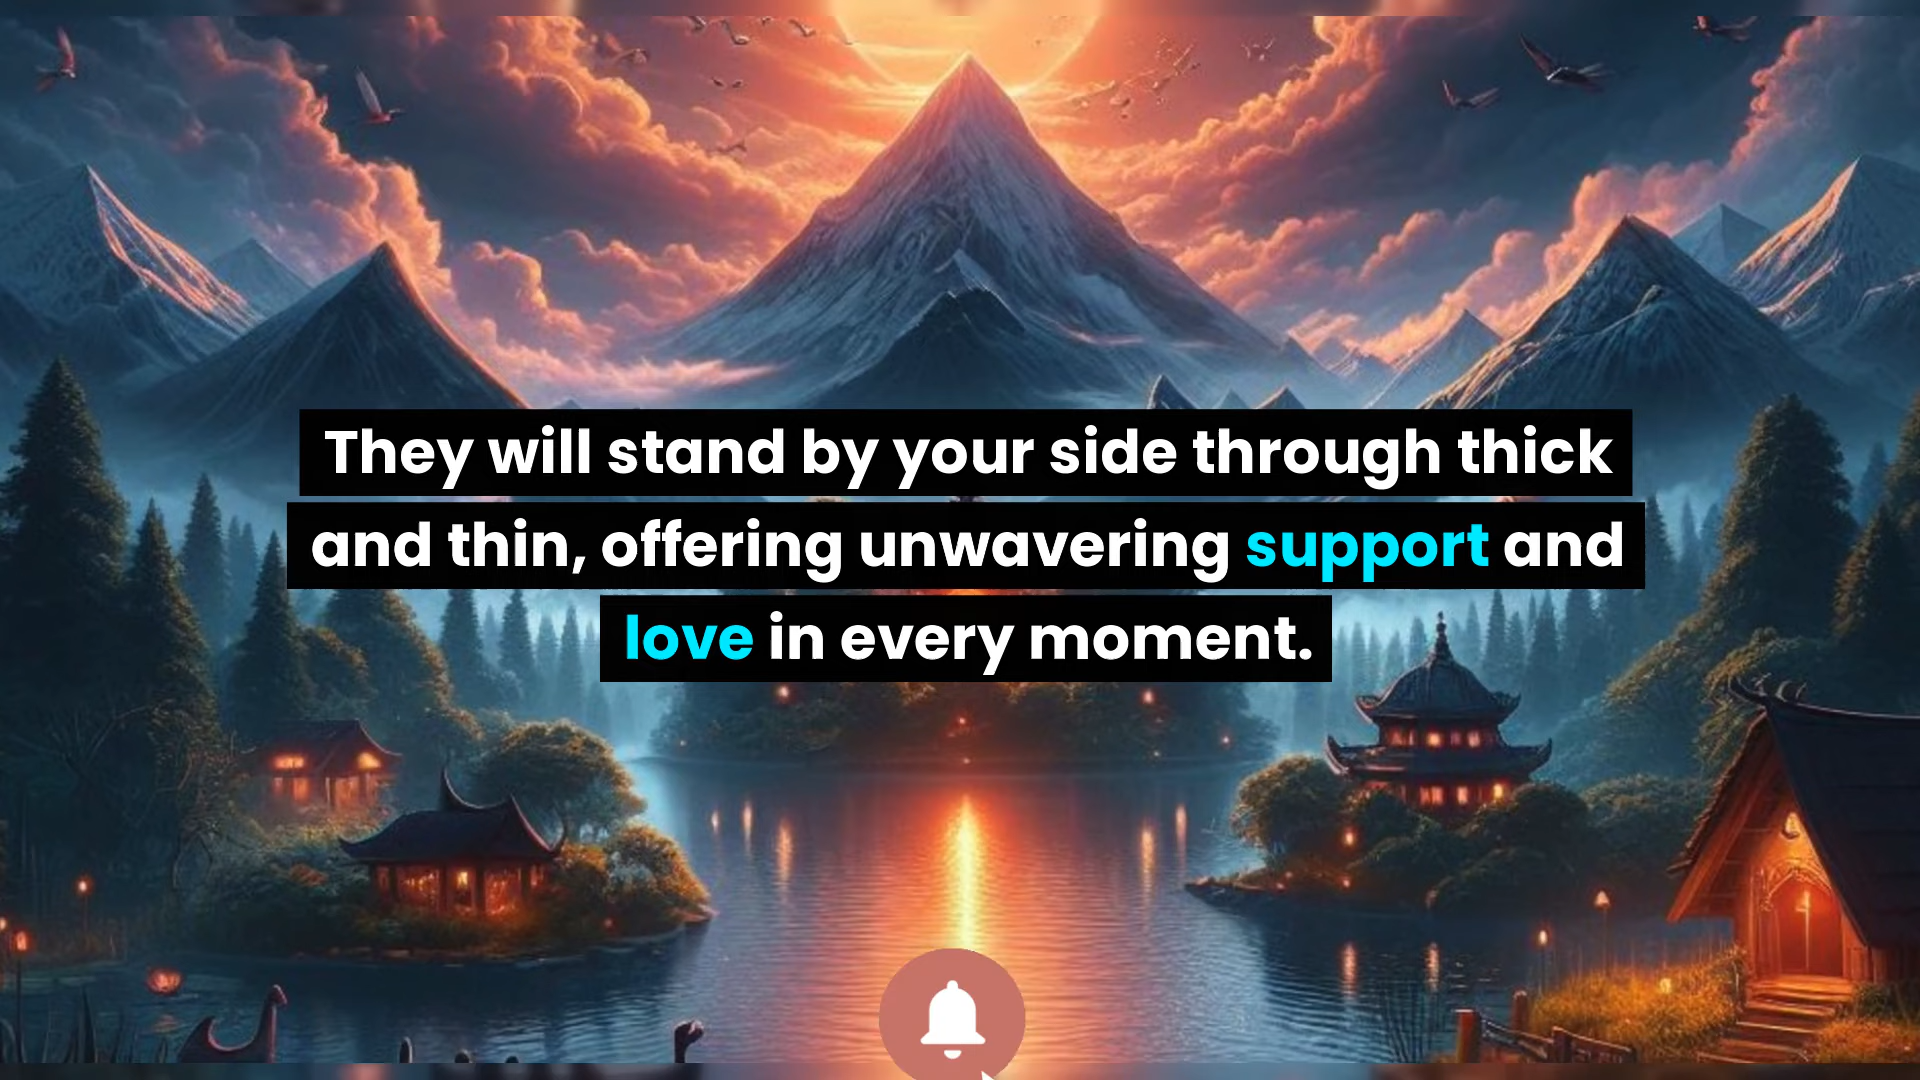 They will stand by your side through thick
and thin, offering unwavering support and
love in every moment.